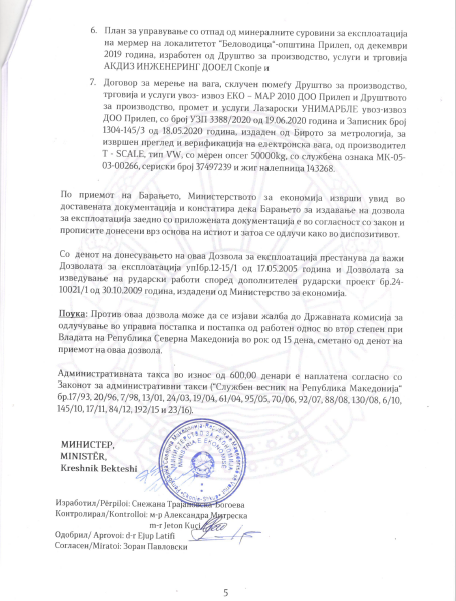 6. План за управување со отпад од минералните суровини за експлоатација
на мермер на локалитетот "Беловодица"-општина Прилеп, од декември
2019 година, изработен од Друштво за производство, услуги и трговија
АКДИЗ ИНЖЕНЕРИНГ ДООЕЛ Скопје и
7. Договор за мерење на вага, склучен помеѓу Друштво за производство,
трговија и услуги увоз- извоз ЕКО – МАР 2010 ДОО Прилеп и Друштвото
за производство, промет и услуги Лазароски УНИМАРБЛЕ увоз-извоз
ДОО Прилеп, со број УЗП 3388/2020 од 19.06.2020 година и Записник број
1304-145/3 од 18.05.2020 година, издаден од Бирото за метрологија, за
извршен преглед и верификација на електронска вага, од производител
T - SCALE, тип VW, со мерен опсег 50000kg, со службена ознака МК-05-
03-00266, сериски број 37497239 и жиг налепница 143268.
По приемот на Барањето, Министерството за економија изврши увид во
доставената документација и констатира дека Барањето за издавање на дозвола
за експлоатација заедно со приложената документација е во согласност со закон и
прописите донесени врз основа на истиот и затоа се одлучи како во диспозитивот.
Со денот на донесувањето на оваа Дозвола за експлоатација престанува да важи
Дозволата за експлоатација уп1бр.12-15/1 од 17.05.2005 година и Дозволата за
изведување на рударски работи според дополнителен рударски проект бр.24-
10021/1 од 30.10.2009 година, издадени од Министерство за економија.
Поука: Против оваа дозвола може да се изјави жалба до Државната комисија за
одлучување во управна постапка и постапка од работен однос во втор степен при
Владата на Република Северна Македонија во рок од 15 дена, сметано од денот на
приемот на оваа дозвола.
Административната такса во износ од 600,00 денари е наплатена согласно со
Законот за административни такси ("Службен весник на Република Македонија"
бр.17/93, 20/96, 7/98, 13/01, 24/03, 19/04, 61/04, 95/05, 70/06, 92/07, 88/08, 130/08, 6/10,
145/10, 17/11, 84/12, 192/15 и 23/16).
МИНИСТЕР,
MINISTËR,
Kreshnik Bekteshi
МИНИСТЕРСТВО ЗА ЕКОНОМИЈА
MINISTRIA E EKONOMISË
Изработил/Përpiloi: Снежана Трајановска Богоева
Контролирал/Kontrolloi: м-р Александра Митреска
m-r Jeton Kuçi
Одобрил/ Aprovoi: d-r Ejup Latifi
Согласен/Miratoi: Зоран Павловски
5